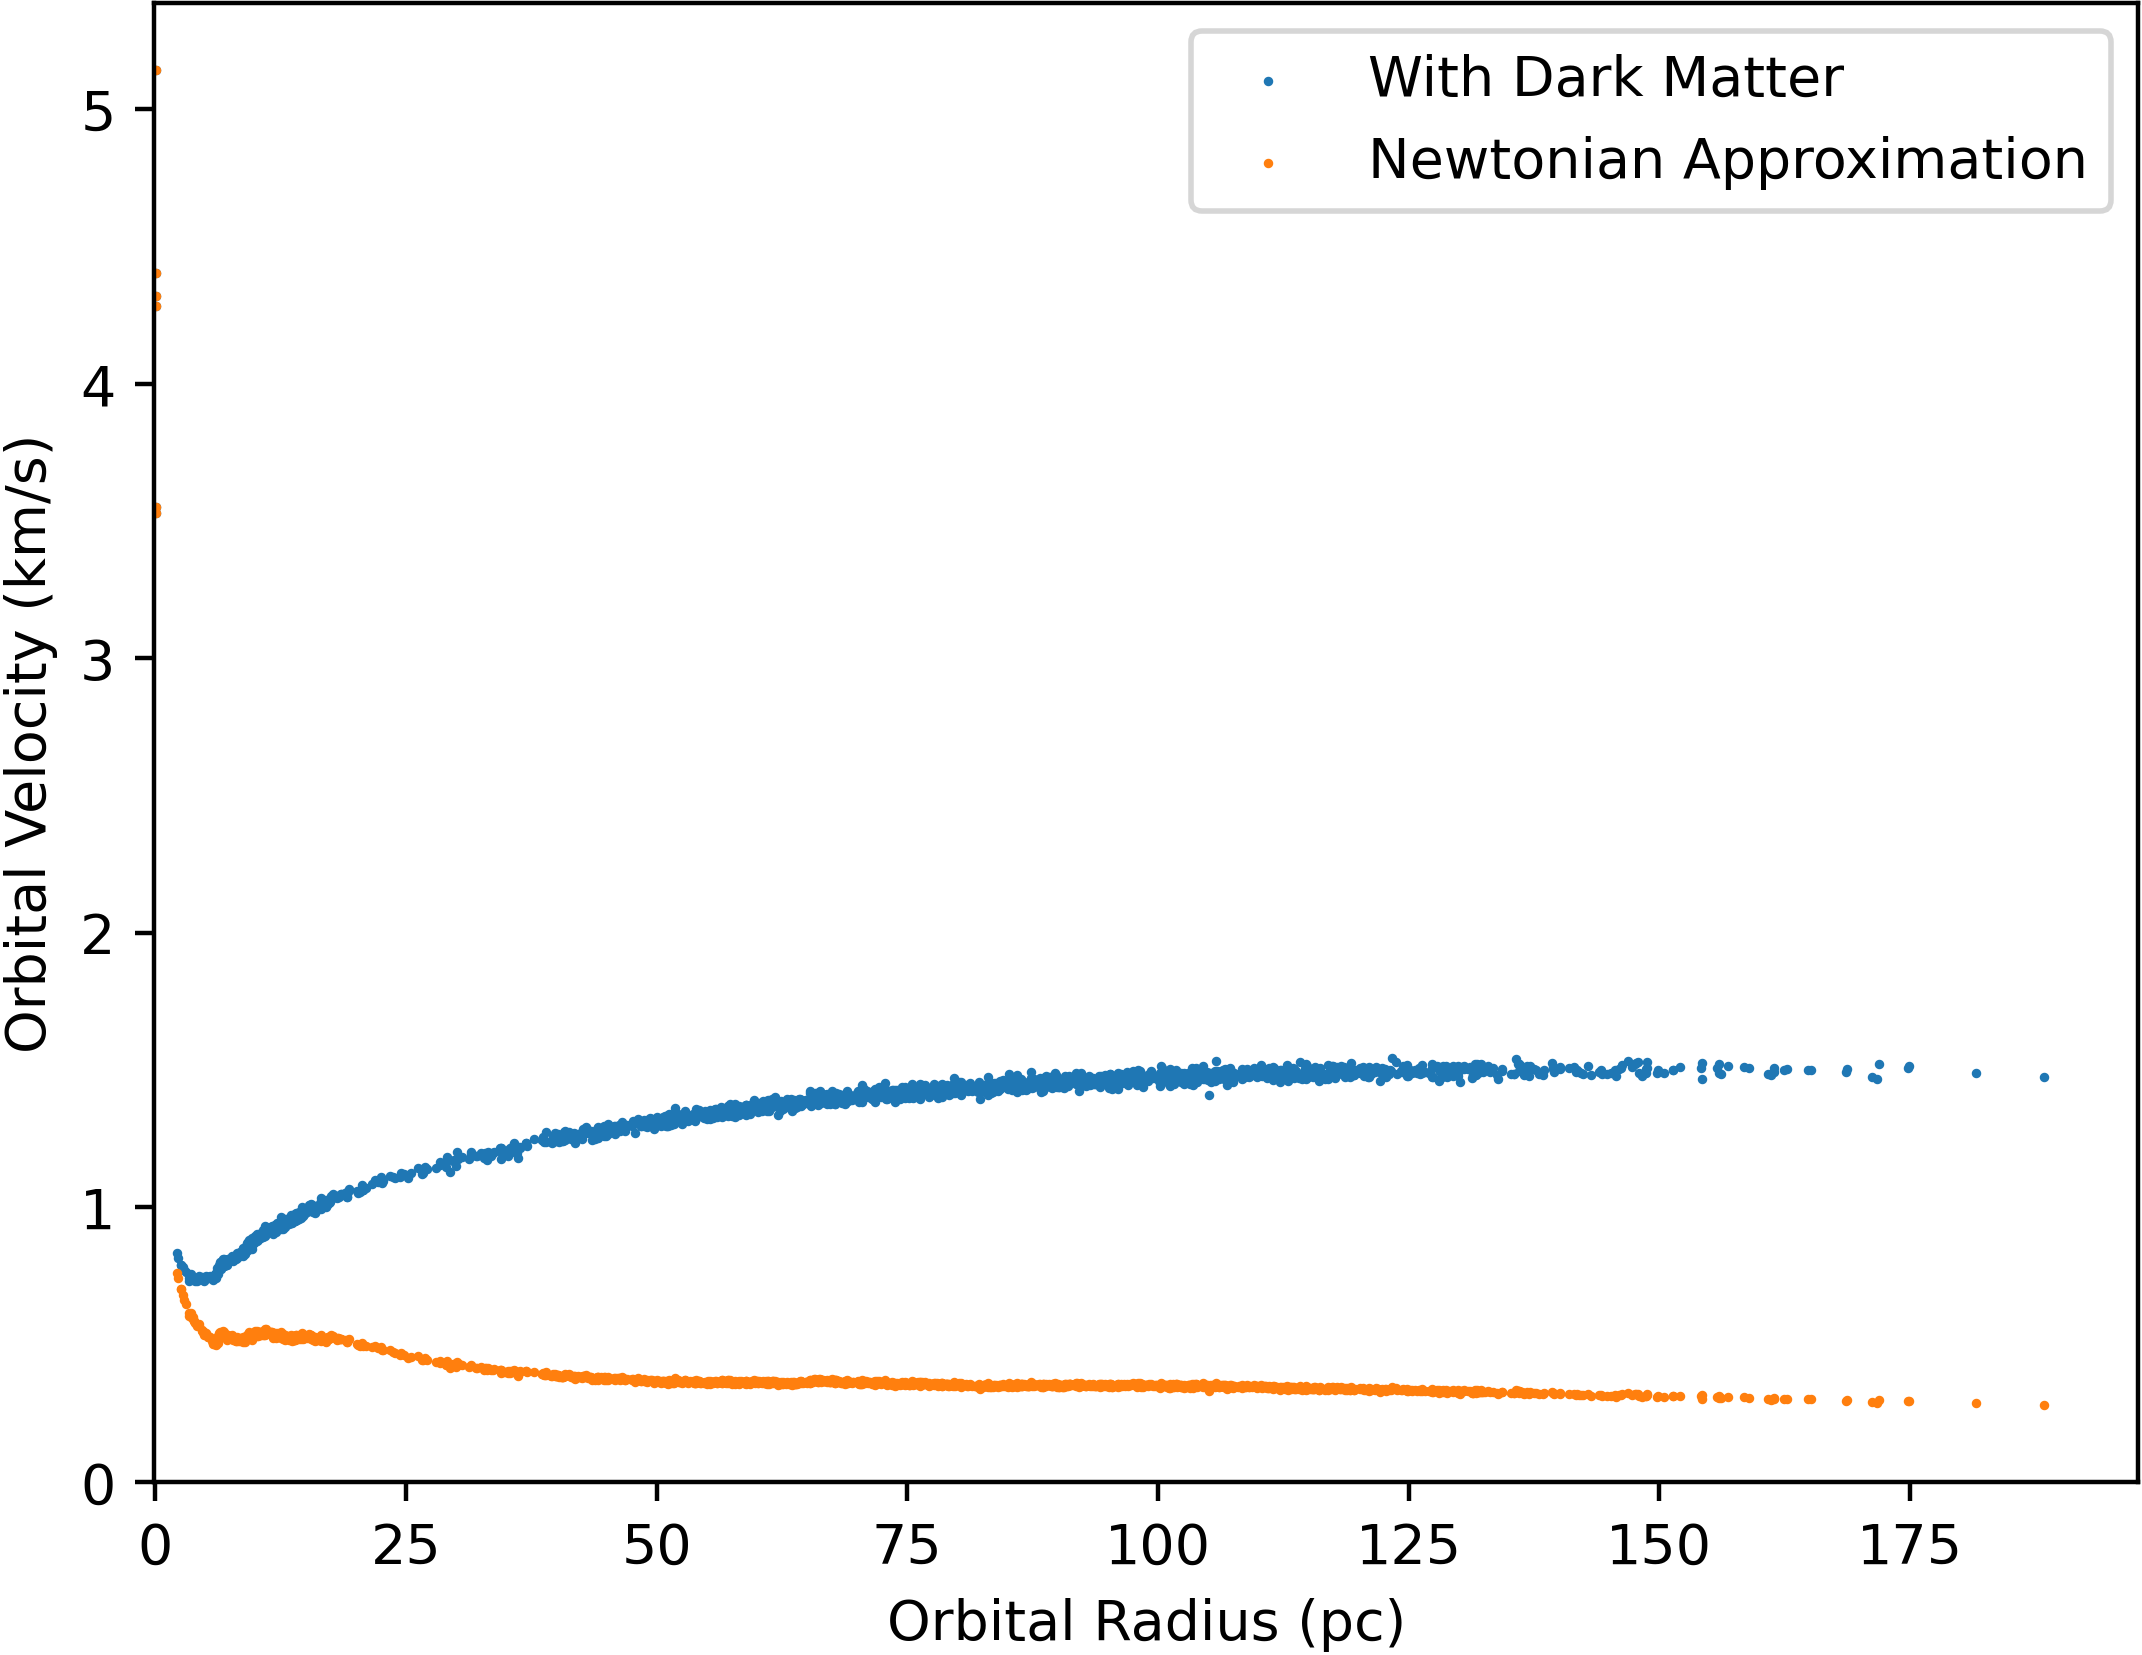 With Dark Matter
Newtonian Approximation
5
4
3
2
1
0
Orbital Velocity (km/s)
0 25 50 75 100 125 150 175
Orbital Radius (pc)